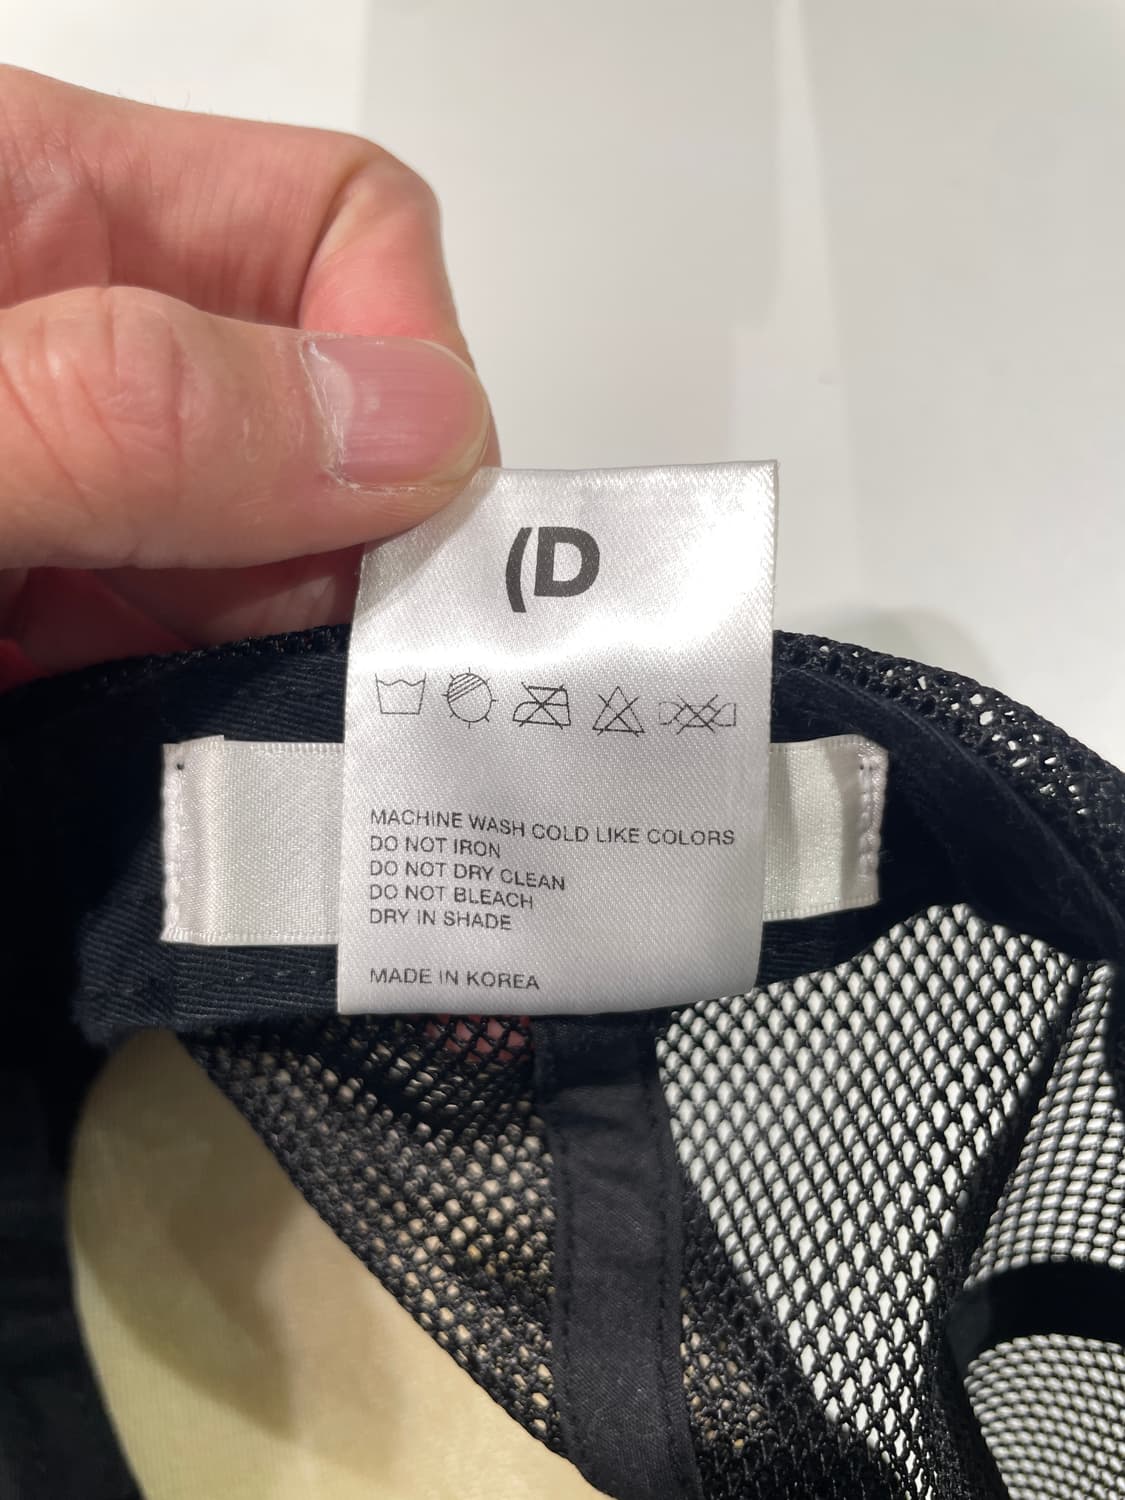 (D
MACHINE WASH COLD LIKE COLORS
DO NOT IRON
DO NOT DRY CLEAN
DO NOT BLEACH
DRY IN SHADE
MADE IN KOREA